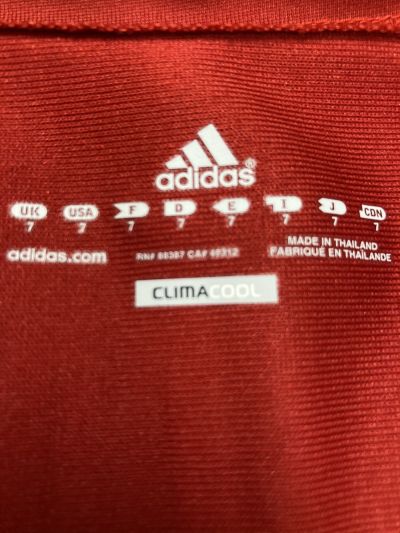 adidas®
UK USA F D E I J CDN
7 7 7 7 7 7 7 7
adidas.com RN# 88387 CA# 40312 MADE IN THAILAND
FABRIQUÉ EN THAÏLANDE
CLIMACOOL